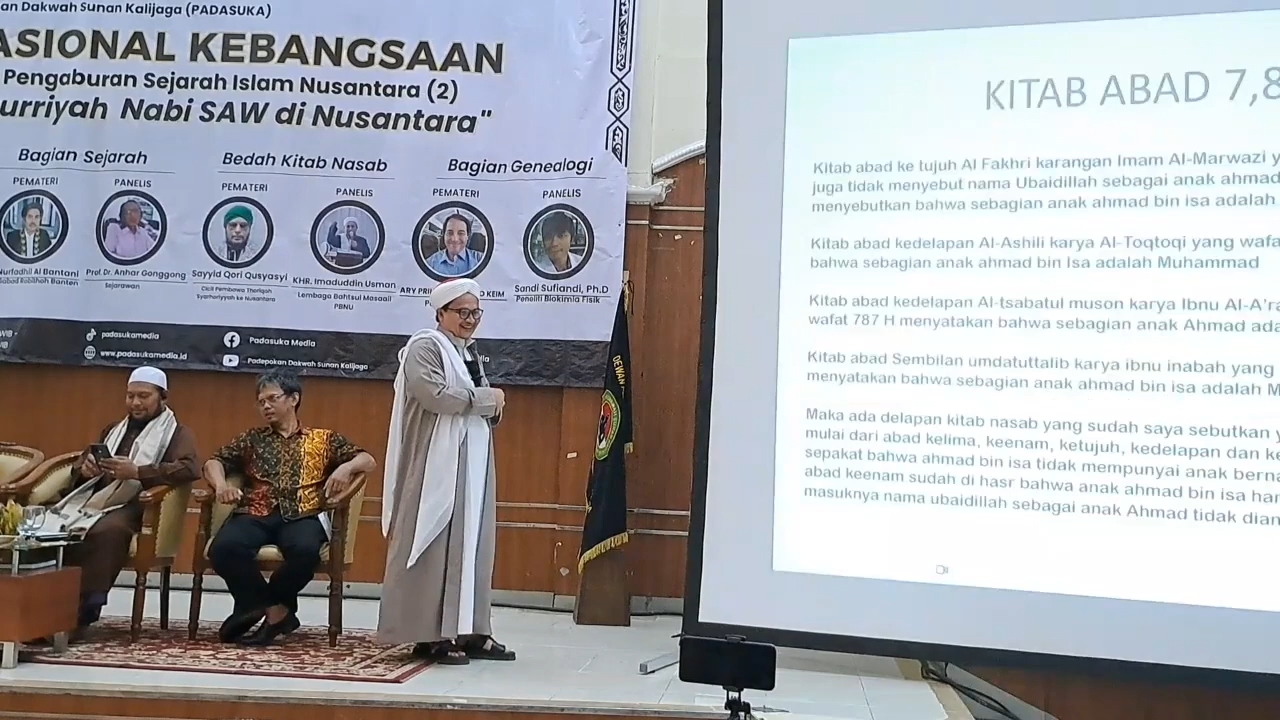 an Dakwah Sunan Kalijaga (PADASUKA)
ASIONAL KEBANGSAAN
Pengaburan Sejarah Islam Nusantara (2)
urriyah Nabi SAW di Nusantara"
Bagian Sejarah
Bedah Kitab Nasab
Bagian Genealogi
PEMATERI
PANELIS
PEMATERI
PANELIS
PEMATERI
PANELIS
Nurfadhil Al Bantani
Prof. Dr. Anhar Gonggong
Sejarawan
Sayyid Qori Qusyasyi
KHR. Imaduddin Usman
Lembaga Bahtsul Masaail
PBNU
Sandi Sufiandi, Ph.D
Peneliti Biokimia Fisik
padasukamedia
Padasuka Media
www.padasukamedia.id
Padepokan Dakwah Sunan Kalijaga
DEWAN
KITAB ABAD 7,8
Kitab abad ke tujuh Al Fakhri karangan Imam Al-Marwazi y
juga tidak menyebut nama Ubaidillah sebagai anak ahmad
menyebutkan bahwa sebagian anak ahmad bin isa adalah
Kitab abad kedelapan Al-Ashili karya Al-Toqtoqi yang wafa
bahwa sebagian anak ahmad bin Isa adalah Muhammad
Kitab abad kedelapan Al-tsabatul muson karya Ibnu Al-A'ra
wafat 787 H menyatakan bahwa sebagian anak Ahmad ada
Kitab abad Sembilan umdatuttalib karya ibnu inabah yang
menyatakan bahwa sebagian anak ahmad bin isa adalah M
Maka ada delapan kitab nasab yang sudah saya sebutkan y
mulai dari abad kelima, keenam, ketujuh, kedelapan dan ke
sepakat bahwa ahmad bin isa tidak mempunyai anak berna
abad keenam sudah di hasr bahwa anak ahmad bin isa har
masuknya nama ubaidillah sebagai anak Ahmad tidak dian